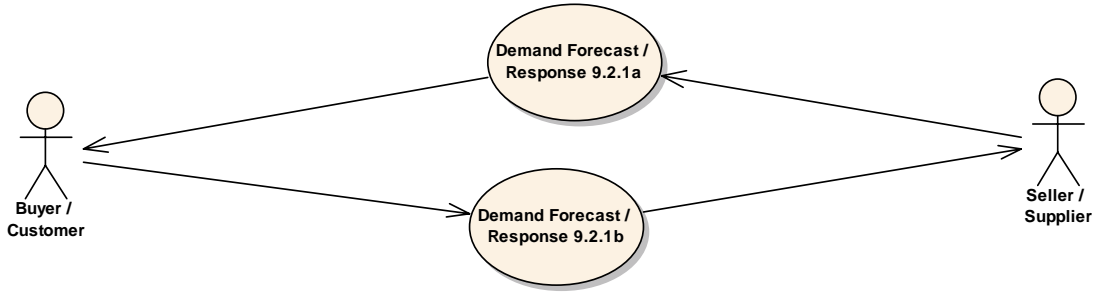 Demand Forecast /
Response 9.2.1a
Buyer /
Customer
Demand Forecast /
Response 9.2.1b
Seller /
Supplier